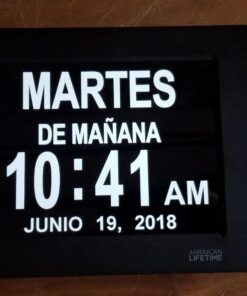 MARTES
DE MAÑANA
10:41 AM
JUNIO 19, 2018
AMERICAN
LIFETIME